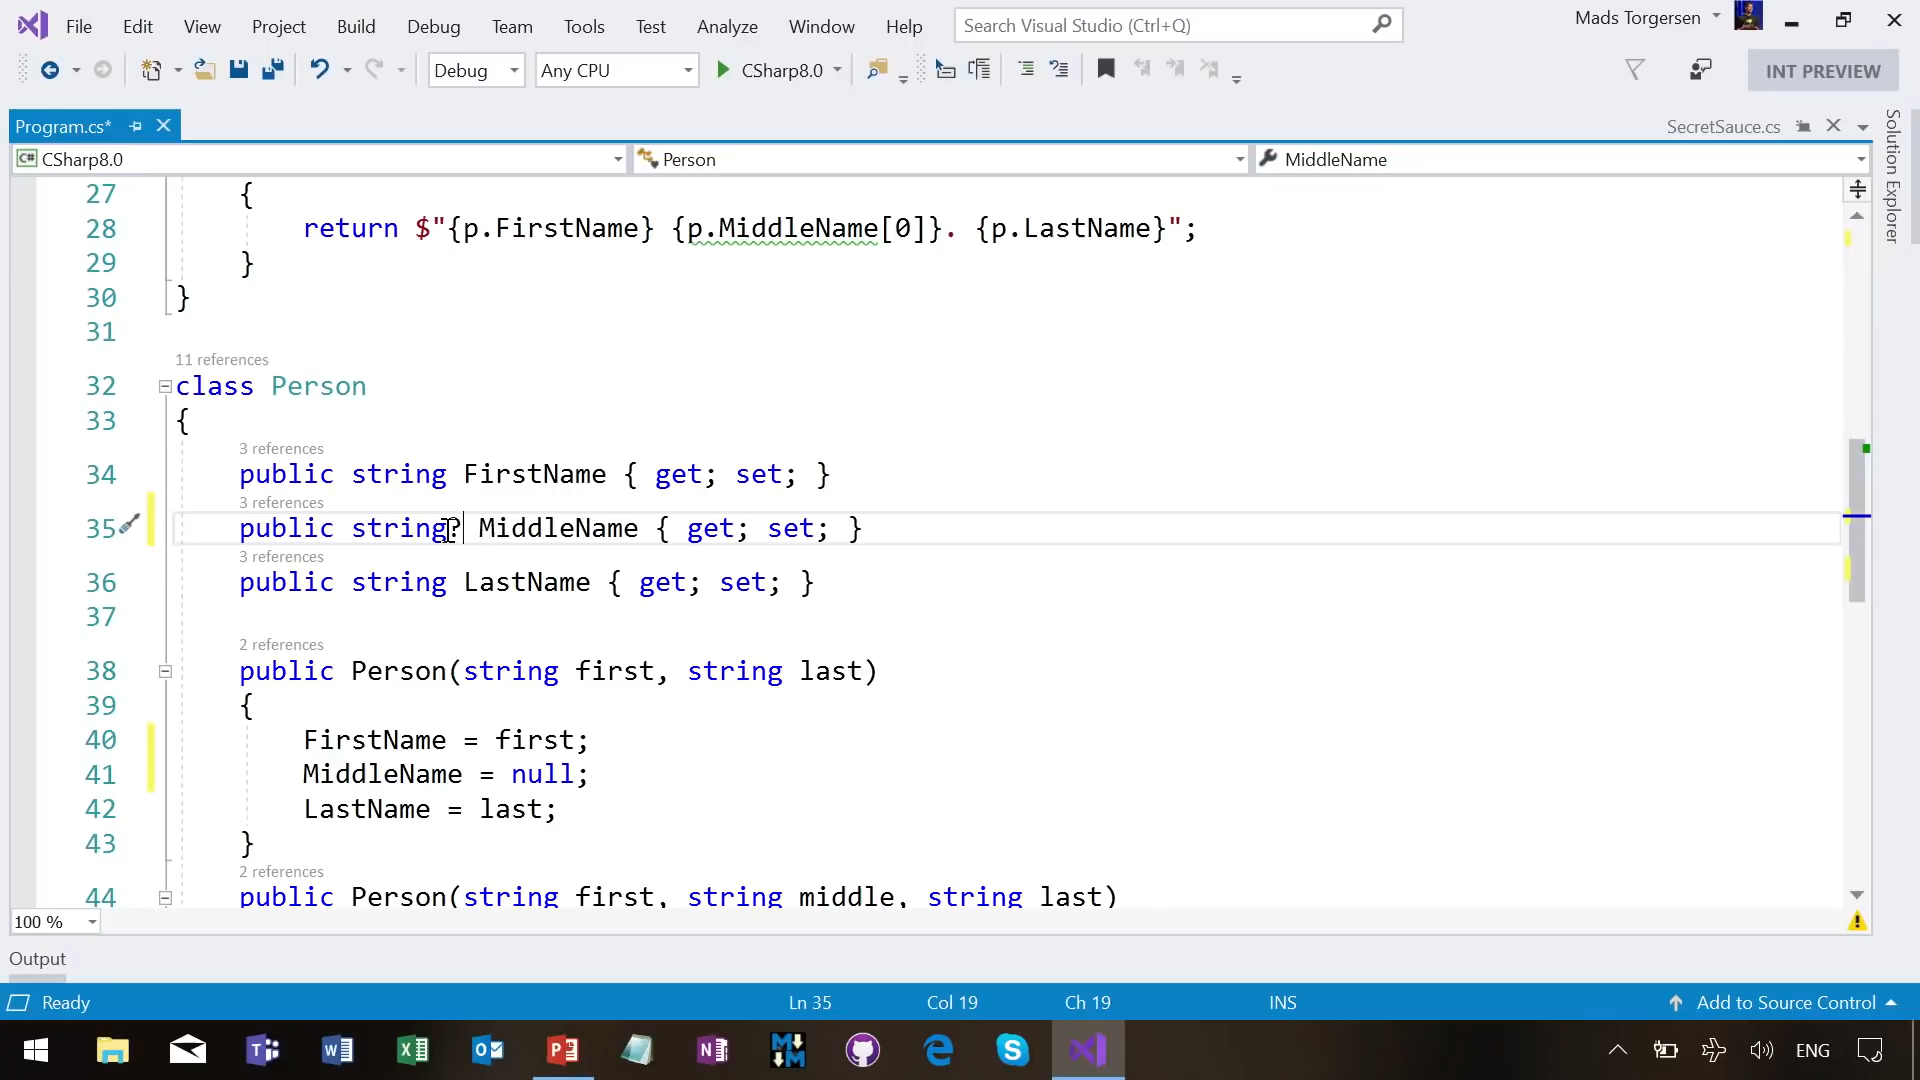 File Edit View Project Build Debug Team Tools Test Analyze Window Help Search Visual Studio (Ctrl+Q) Mads Torgersen
Debug Any CPU CSharp8.0 INT PREVIEW
Program.cs* SecretSauce.cs
C# CSharp8.0 Person MiddleName
Solution Explorer
27 {
28 return $"{p.FirstName} {p.MiddleName[0]}. {p.LastName}";
29 }
30 }
31
11 references
32 class Person
33 {
3 references
34 public string FirstName { get; set; }
3 references
35 public string? MiddleName { get; set; }
3 references
36 public string LastName { get; set; }
37
2 references
38 public Person(string first, string last)
39 {
40 FirstName = first;
41 MiddleName = null;
42 LastName = last;
43 }
2 references
44 public Person(string first, string middle, string last)
100 %
Output
Ready Ln 35 Col 19 Ch 19 INS Add to Source Control
ENG